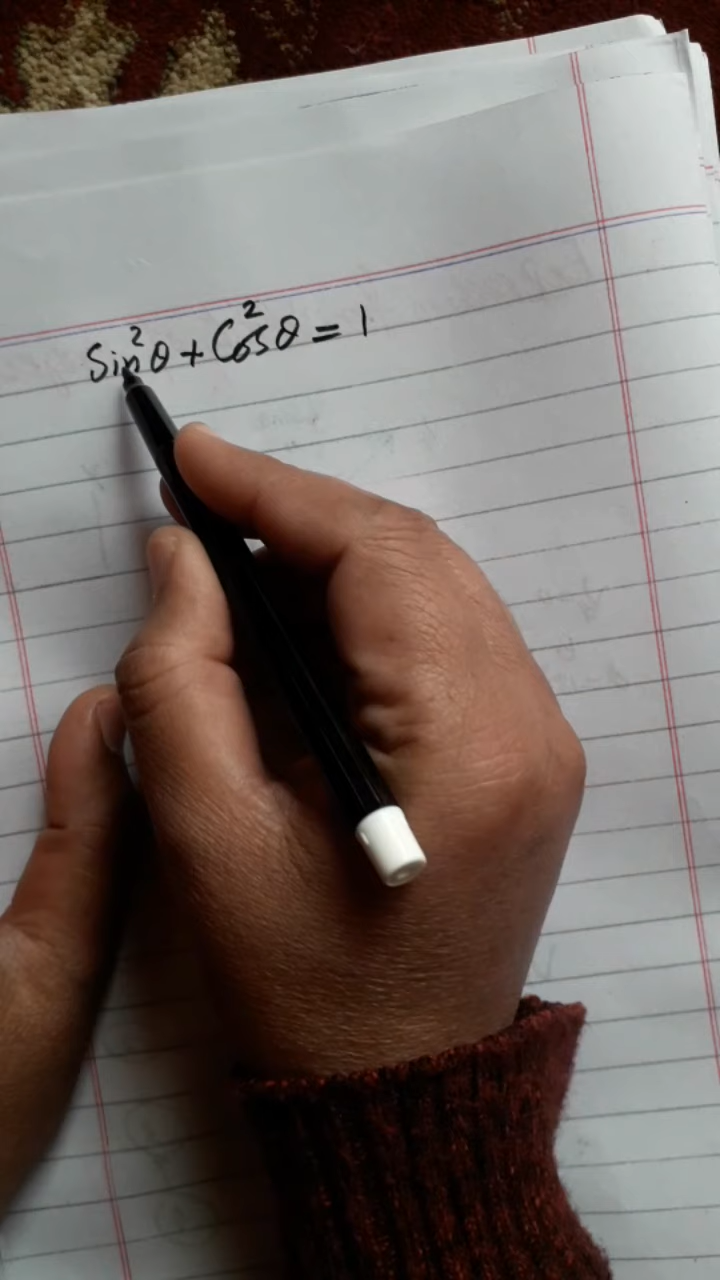 Sin²θ + Cos²θ = 1